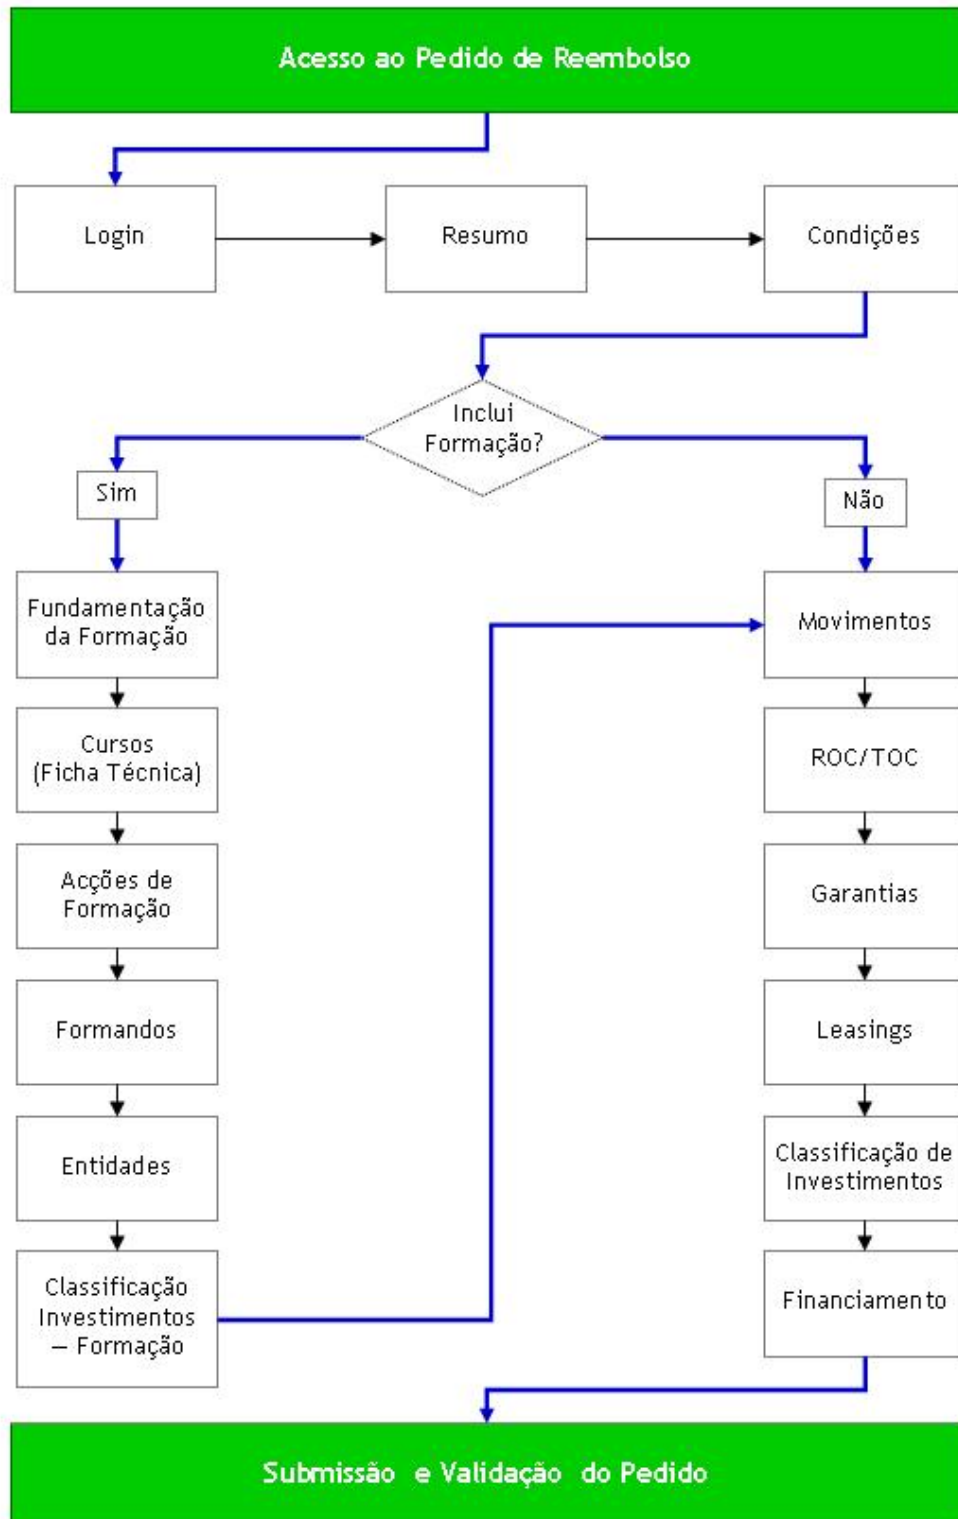 Acesso ao Pedido de Reembolso
Login
Resumo
Condições
Inclui
Formação?
Sim
Não
Fundamentação
da Formação
Cursos
(Ficha Técnica)
Acções de
Formação
Formandos
Entidades
Classificação
Investimentos
— Formação
Movimentos
ROC/TOC
Garantias
Leasings
Classificação de
Investimentos
Financiamento
Submissão e Validação do Pedido